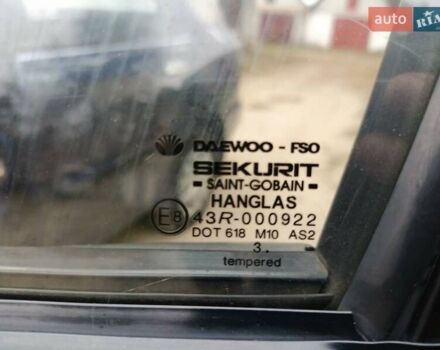 auto RIA
DAEWOO - FSO
SEKURIT
SAINT-GOBAIN
HANGLAS
E8 43R-000922
DOT 618 M10 AS2
3.
tempered